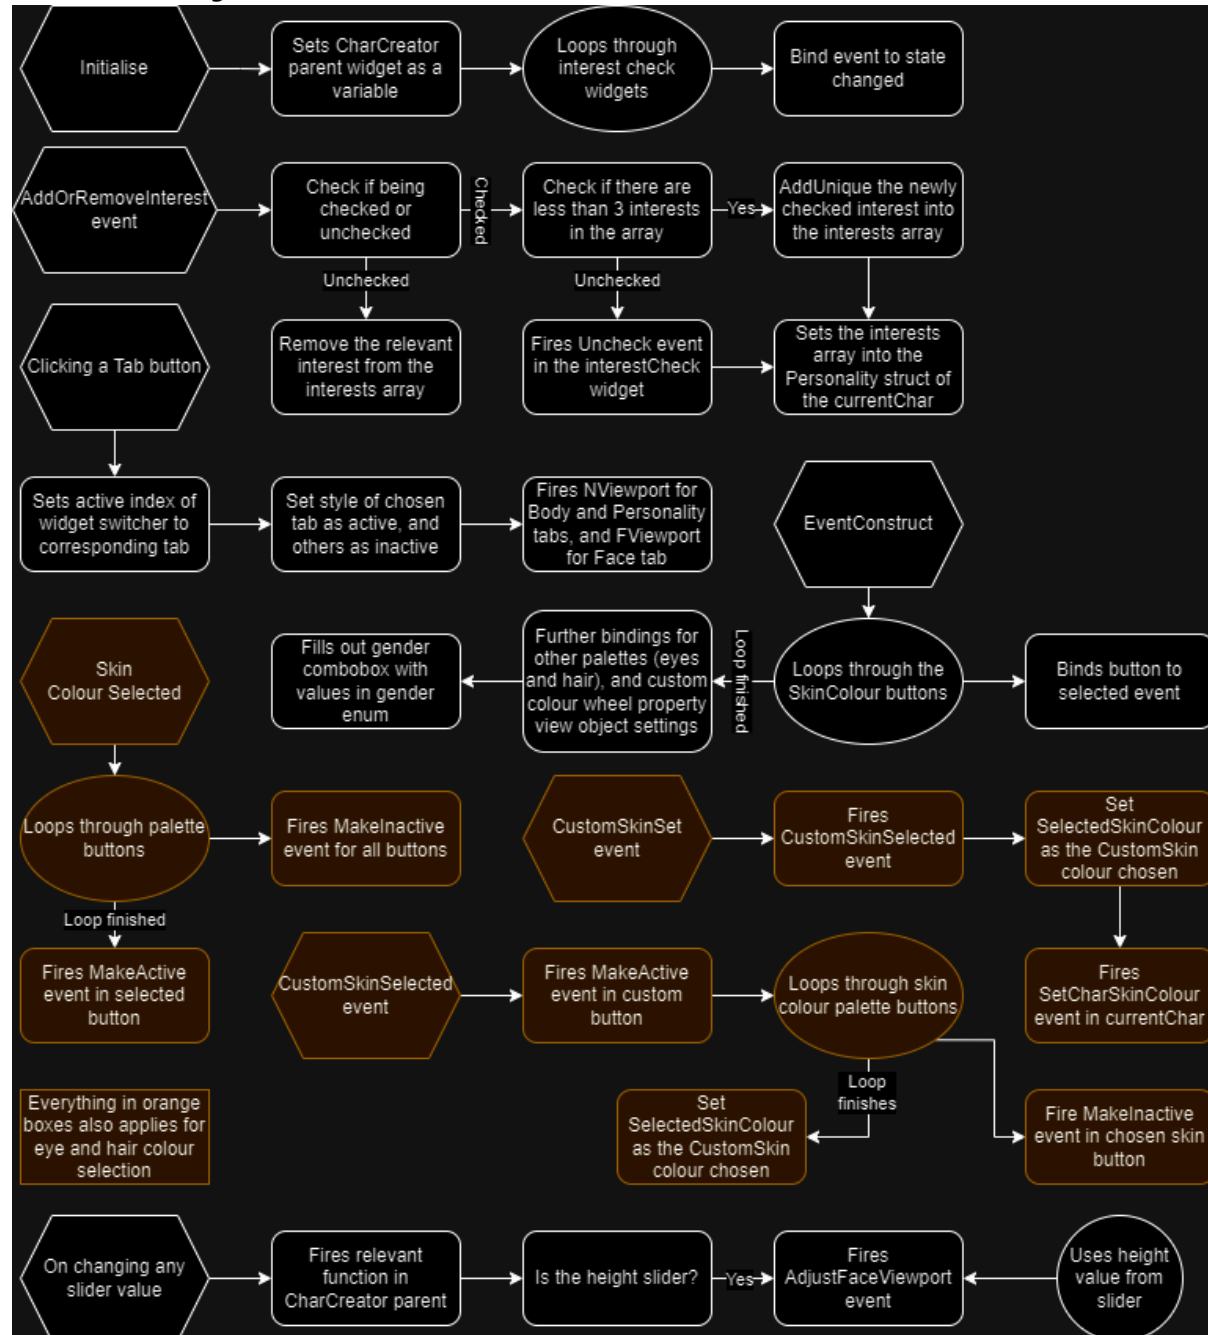 Initialise
Sets CharCreator
parent widget as a
variable
Loops through
interest check
widgets
Bind event to state
changed
AddOrRemoveInterest
event
Check if being
checked or
unchecked
Checked
Check if there are
less than 3 interests
in the array
Yes
AddUnique the newly
checked interest into
the interests array
Unchecked
Unchecked
Clicking a Tab button
Remove the relevant
interest from the
interests array
Fires Uncheck event
in the interestCheck
widget
Sets the interests
array into the
Personality struct of
the currentChar
Sets active index of
widget switcher to
corresponding tab
Set style of chosen
tab as active, and
others as inactive
Fires NViewport for
Body and Personality
tabs, and FViewport
for Face tab
EventConstruct
Skin
Colour Selected
Fills out gender
combobox with
values in gender
enum
Further bindings for
other palettes (eyes
and hair), and custom
colour wheel property
view object settings
Loop finished
Loops through the
SkinColour buttons
Binds button to
selected event
Loops through palette
buttons
Fires MakeInactive
event for all buttons
CustomSkinSet
event
Fires
CustomSkinSelected
event
Set
SelectedSkinColour
as the CustomSkin
colour chosen
Loop finished
Fires MakeActive
event in selected
button
CustomSkinSelected
event
Fires MakeActive
event in custom
button
Loops through skin
colour palette buttons
Fires
SetCharSkinColour
event in currentChar
Loop
finishes
Everything in orange
boxes also applies for
eye and hair colour
selection
Set
SelectedSkinColour
as the CustomSkin
colour chosen
Fire MakeInactive
event in chosen skin
button
On changing any
slider value
Fires relevant
function in
CharCreator parent
Is the height slider?
Yes
Fires
AdjustFaceViewport
event
Uses height
value from
slider